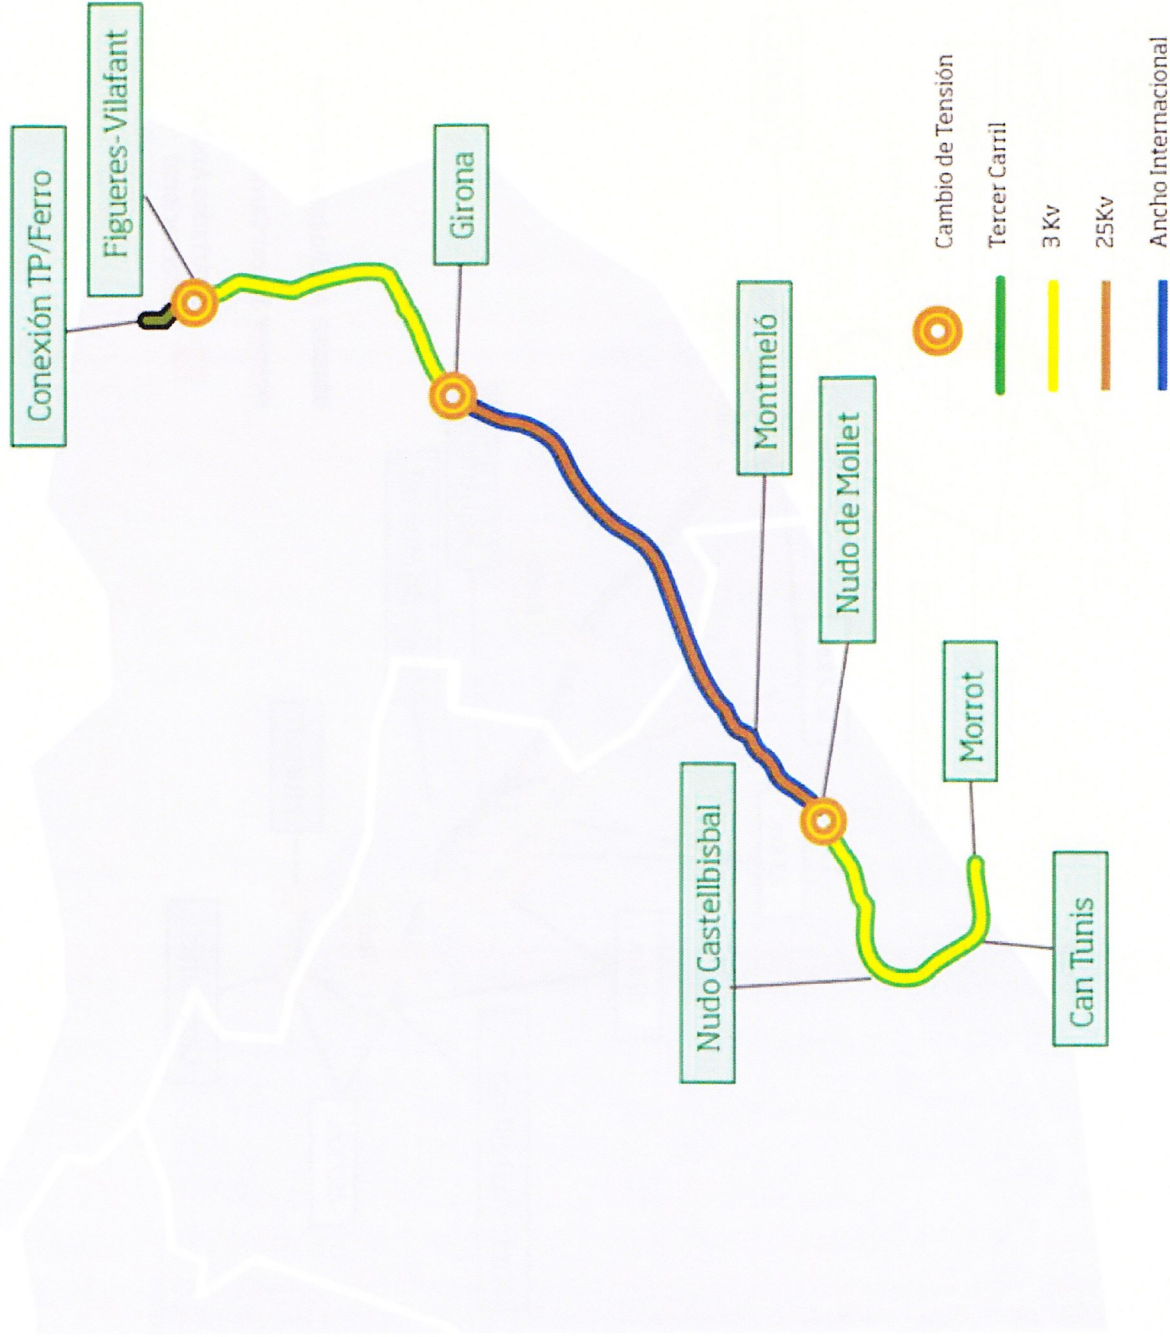 Conexión TP/Ferro
Figueres-Vilafant
Girona
Montmeló
Nudo de Mollet
Nudo Castellbisbal
Morrot
Can Tunis
Cambio de Tensión
Tercer Carril
3 Kv
25Kv
Ancho Internacional